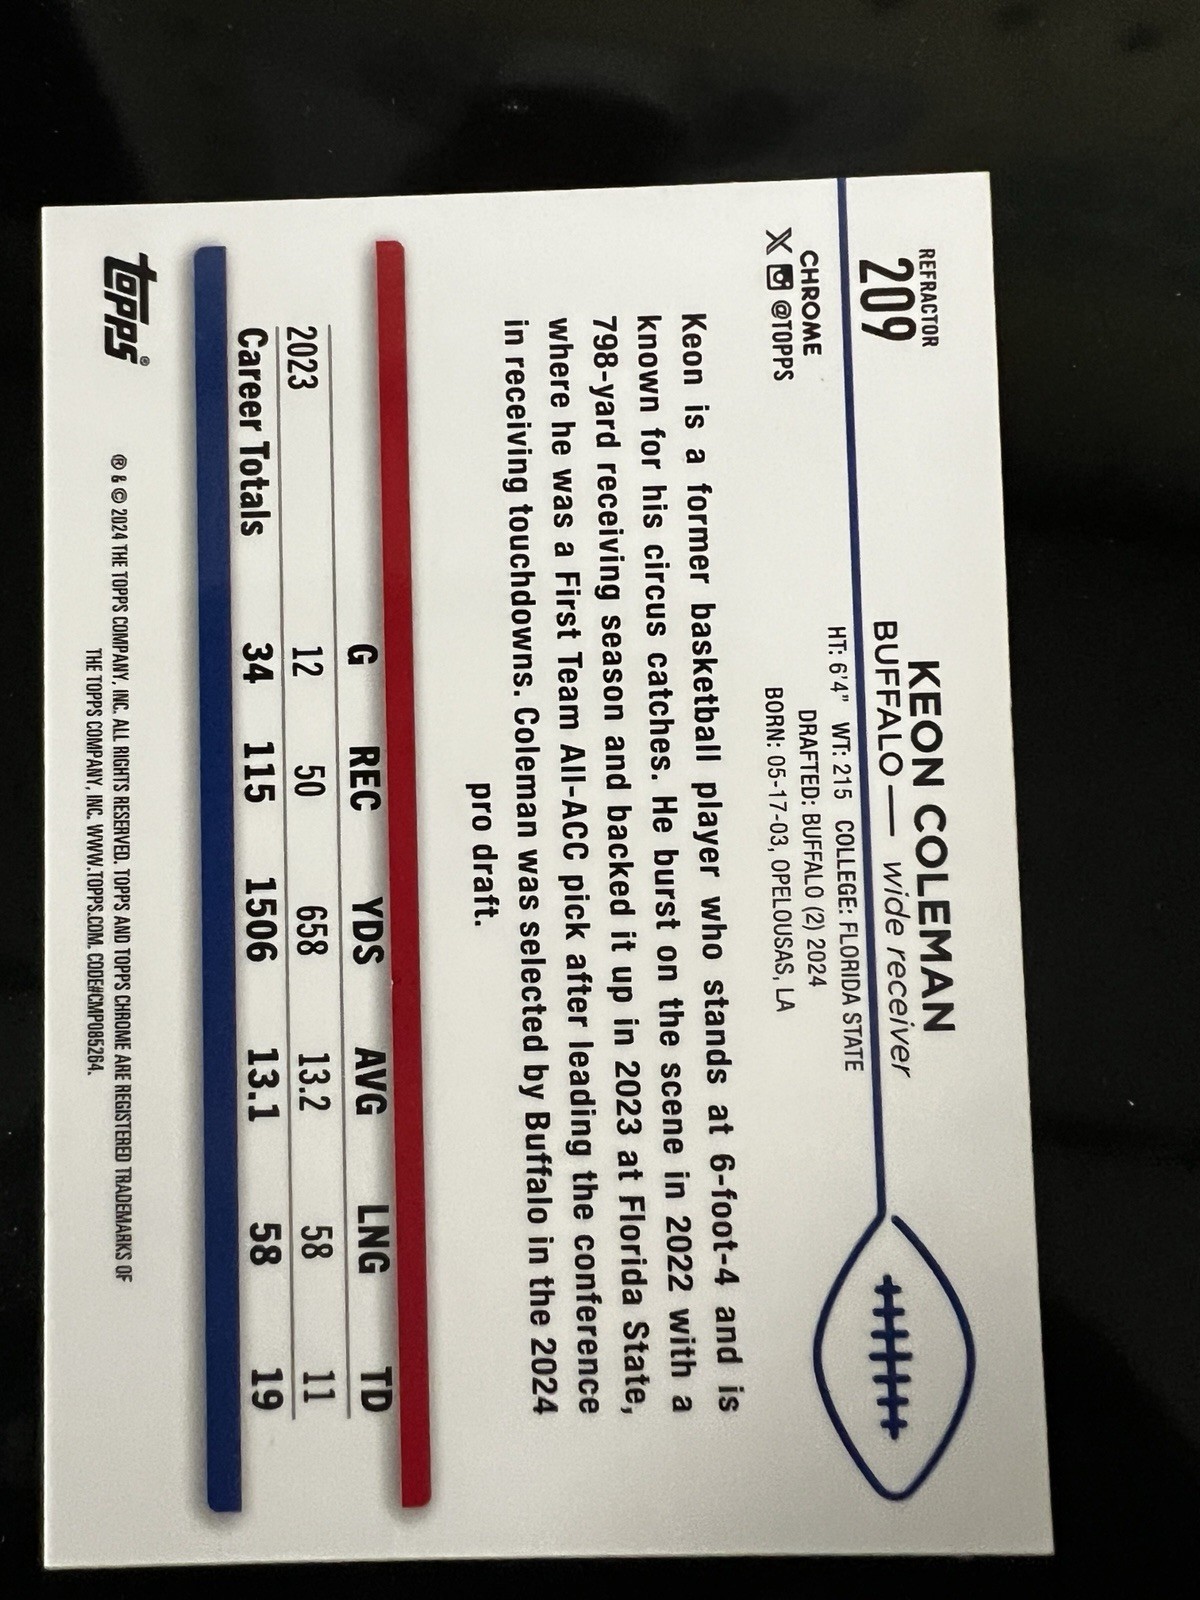 REFRACTOR
209
KEON COLEMAN
BUFFALO — wide receiver
HT: 6'4" WT: 215 COLLEGE: FLORIDA STATE
DRAFTED: BUFFALO (2) 2024
BORN: 05-17-03, OPELOUSAS, LA
CHROME
X @TOPPS
Keon is a former basketball player who stands at 6-foot-4 and is
known for his circus catches. He burst on the scene in 2022 with a
798-yard receiving season and backed it up in 2023 at Florida State,
where he was a First Team All-ACC pick after leading the conference
in receiving touchdowns. Coleman was selected by Buffalo in the 2024
pro draft.
G REC YDS AVG LNG TD
2023 12 50 658 13.2 58 11
Career Totals 34 115 1506 13.1 58 19
topps®
® & © 2024 THE TOPPS COMPANY, INC. ALL RIGHTS RESERVED. TOPPS AND TOPPS CHROME ARE REGISTERED TRADEMARKS OF
THE TOPPS COMPANY, INC. WWW.TOPPS.COM. CODE#CMP085264.